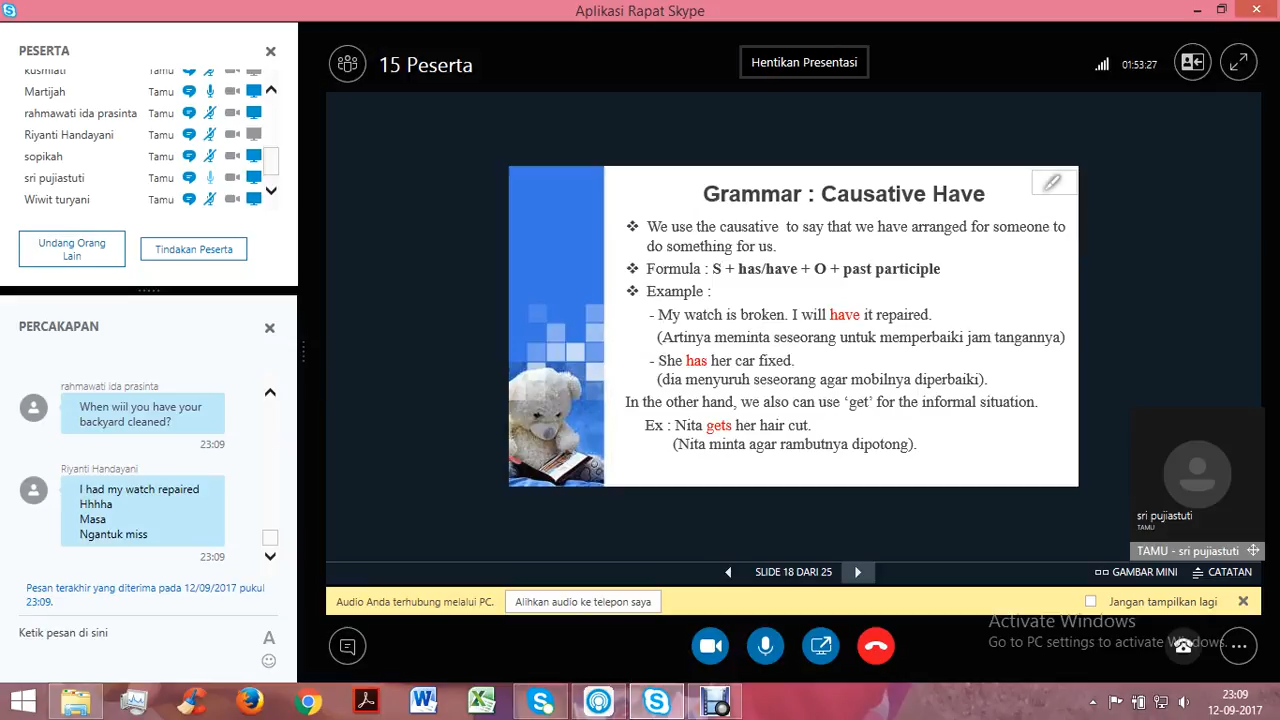 Aplikasi Rapat Skype
PESERTA
kusmiati Tamu
Martijah Tamu
rahmawati ida prasinta Tamu
Riyanti Handayani Tamu
sopikah Tamu
sri pujiastuti Tamu
Wiwit turyani Tamu
Undang Orang
Lain
Tindakan Peserta
PERCAKAPAN
rahmawati ida prasinta
When wiil you have your
backyard cleaned?
23:09
Riyanti Handayani
I had my watch repaired
Hhhha
Masa
Ngantuk miss
23:09
Pesan terakhir yang diterima pada 12/09/2017 pukul
23:09.
Ketik pesan di sini
A
15 Peserta
Hentikan Presentasi
01:53:27
Grammar : Causative Have
❖ We use the causative to say that we have arranged for someone to
do something for us.
❖ Formula : S + has/have + O + past participle
❖ Example :
- My watch is broken. I will have it repaired.
(Artinya meminta seseorang untuk memperbaiki jam tangannya)
- She has her car fixed.
(dia menyuruh seseorang agar mobilnya diperbaiki).
In the other hand, we also can use ‘get’ for the informal situation.
Ex : Nita gets her hair cut.
(Nita minta agar rambutnya dipotong).
sri pujiastuti
TAMU
TAMU - sri pujiastuti
SLIDE 18 DARI 25
GAMBAR MINI
CATATAN
Audio Anda terhubung melalui PC.
Alihkan audio ke telepon saya
Jangan tampilkan lagi
Activate Windows
Go to PC settings to activate Windows.
23:09
12-09-2017